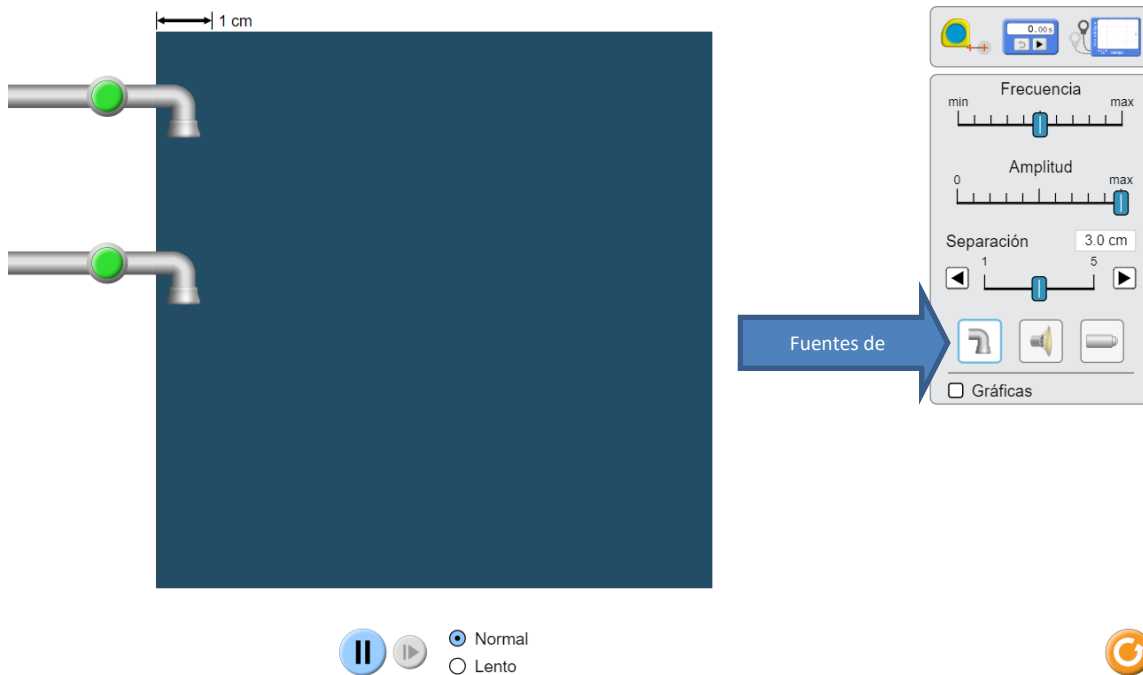 1 cm
0.00 s
Frecuencia
min max
Amplitud
0 max
Separación 3.0 cm
1 5
Fuentes de
Gráficas
Normal
Lento